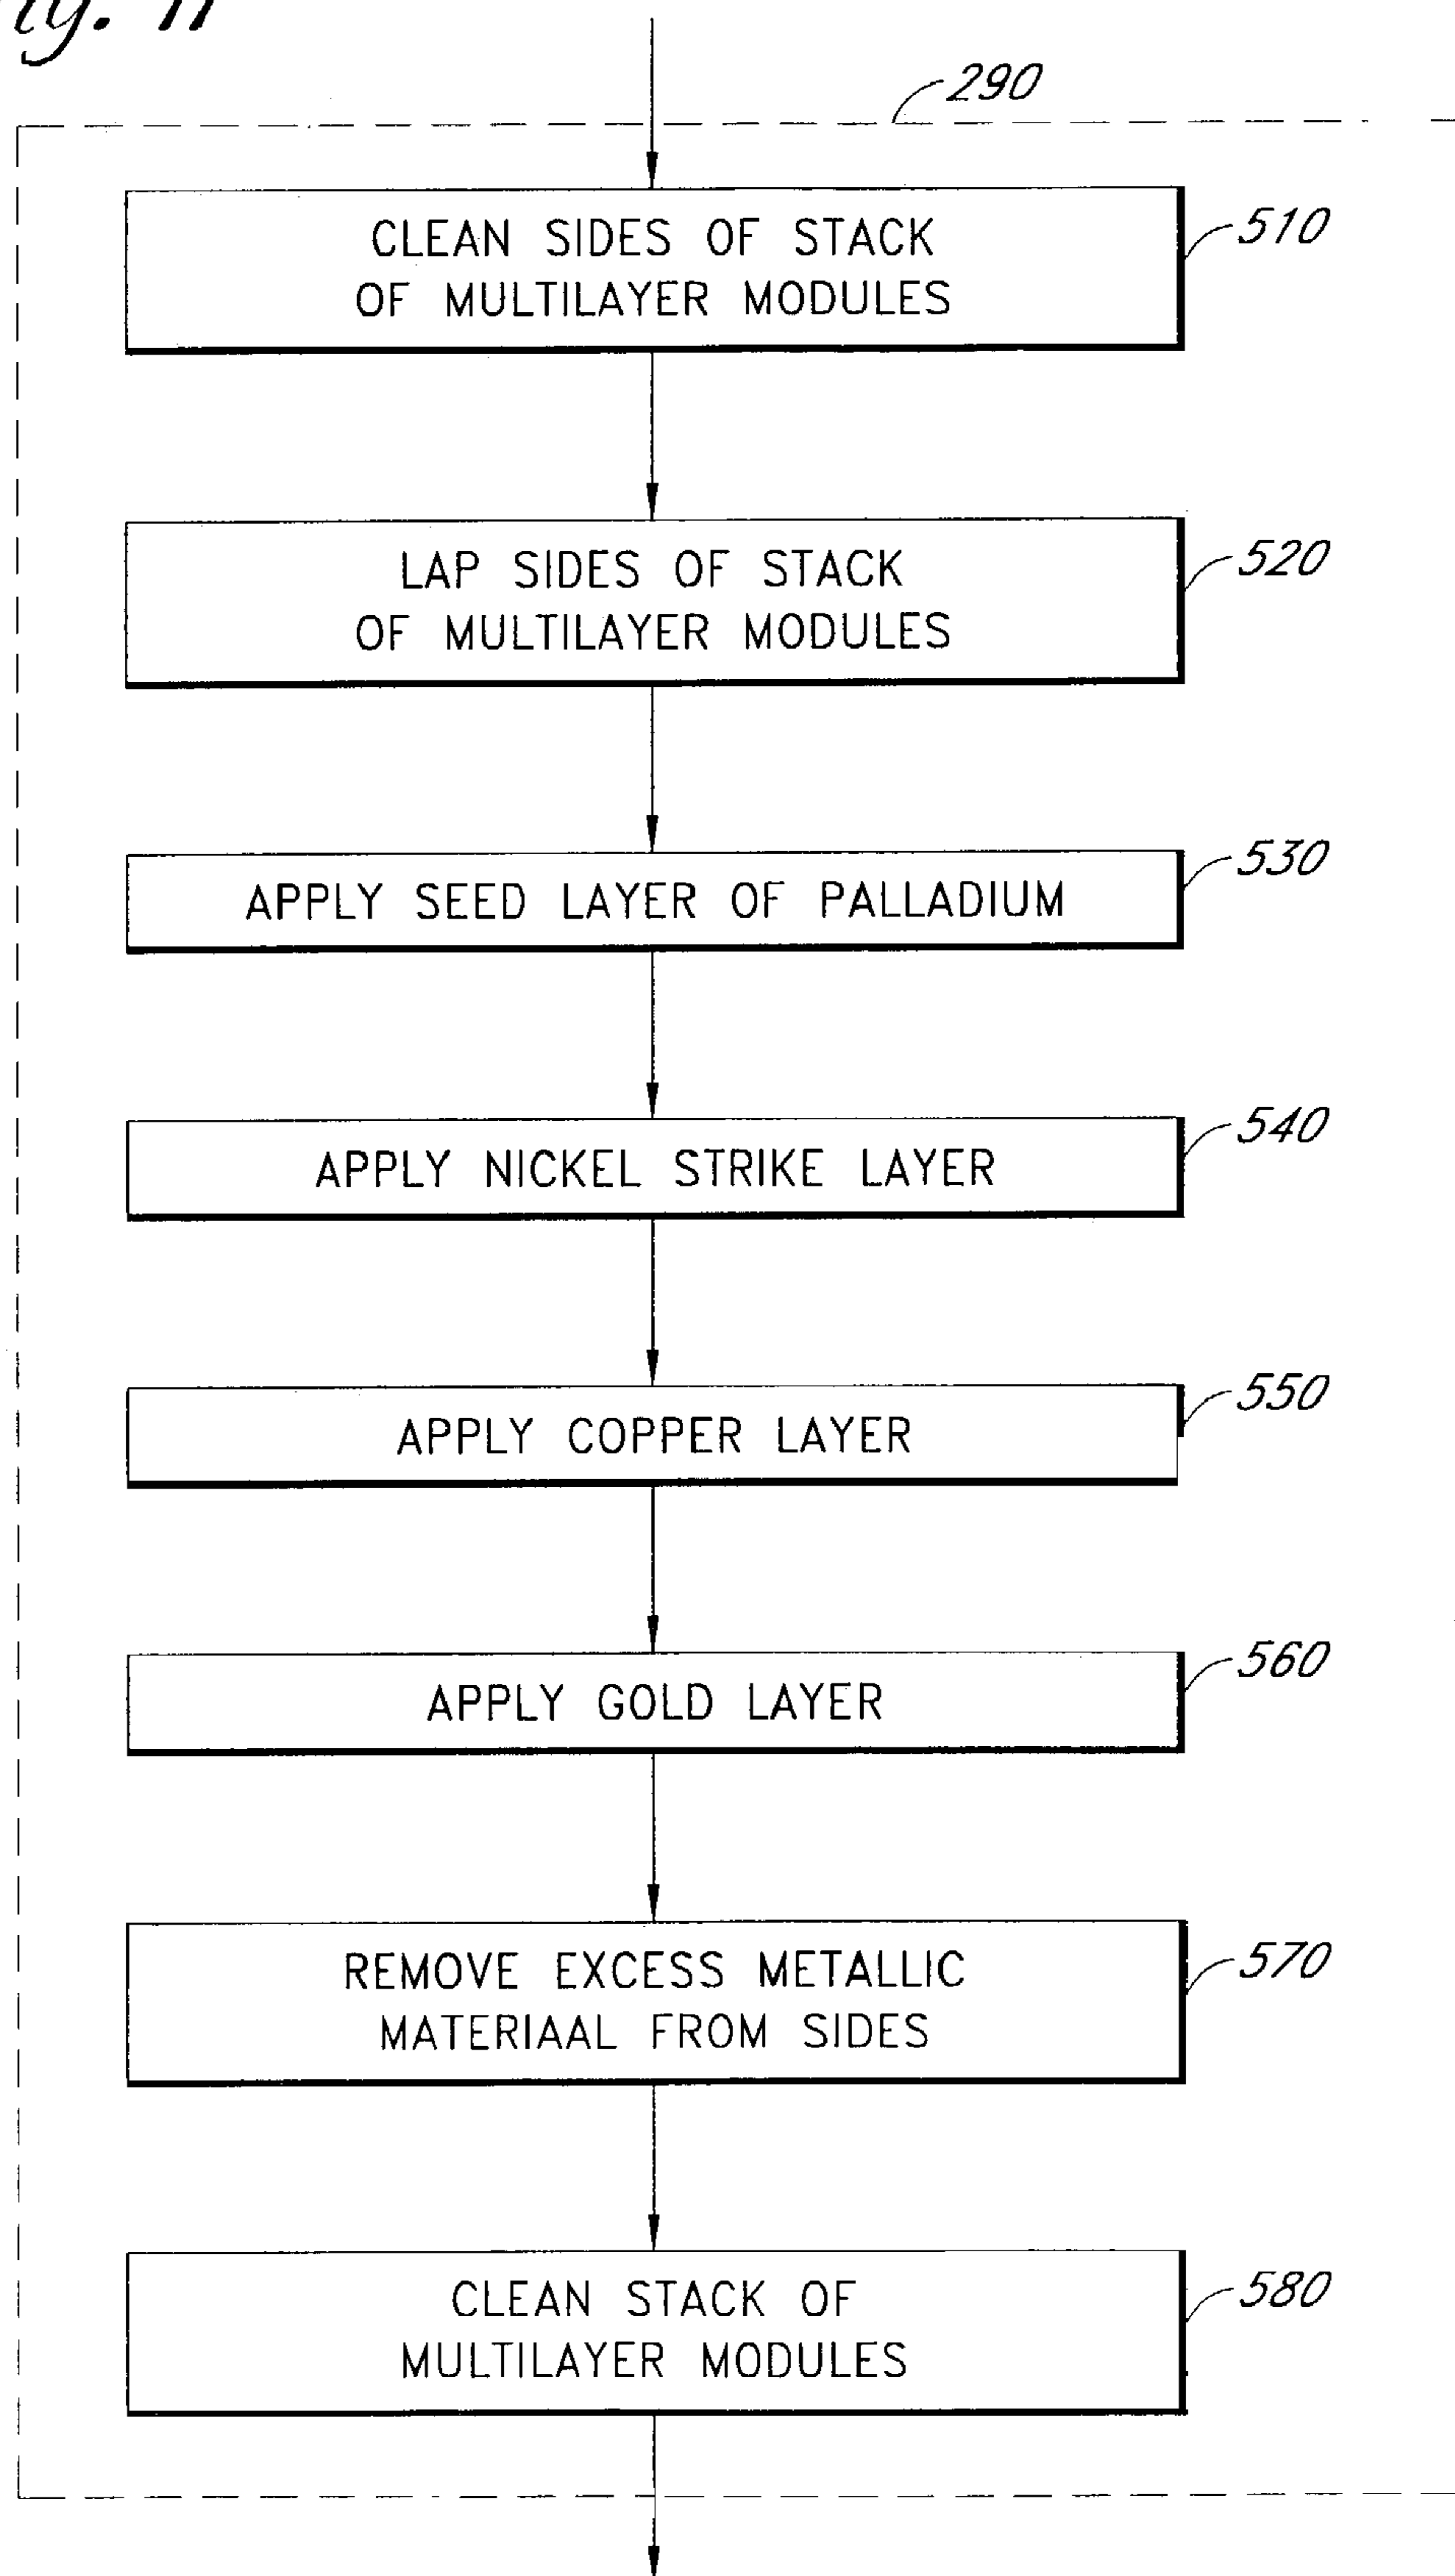 290
CLEAN SIDES OF STACK
OF MULTILAYER MODULES
510
LAP SIDES OF STACK
OF MULTILAYER MODULES
520
APPLY SEED LAYER OF PALLADIUM
530
APPLY NICKEL STRIKE LAYER
540
APPLY COPPER LAYER
550
APPLY GOLD LAYER
560
REMOVE EXCESS METALLIC
MATERIAAL FROM SIDES
570
CLEAN STACK OF
MULTILAYER MODULES
580